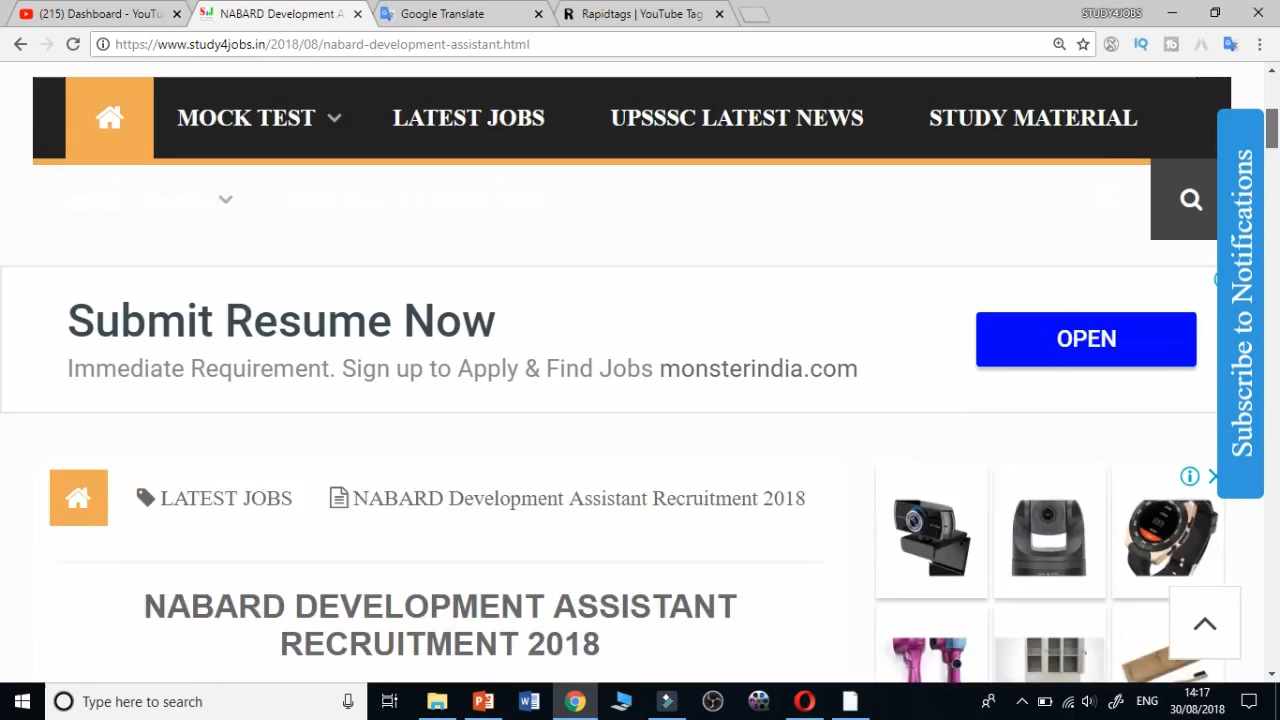 (215) Dashboard - YouTu
NABARD Development A
Google Translate
Rapidtags | YouTube Tag
STUDY4JOBS
https://www.study4jobs.in/2018/08/nabard-development-assistant.html
MOCK TEST
LATEST JOBS
UPSSSC LATEST NEWS
STUDY MATERIAL
Submit Resume Now
Immediate Requirement. Sign up to Apply & Find Jobs monsterindia.com
OPEN
Subscribe to Notifications
LATEST JOBS
NABARD Development Assistant Recruitment 2018
NABARD DEVELOPMENT ASSISTANT
RECRUITMENT 2018
Type here to search
ENG
14:17
30/08/2018